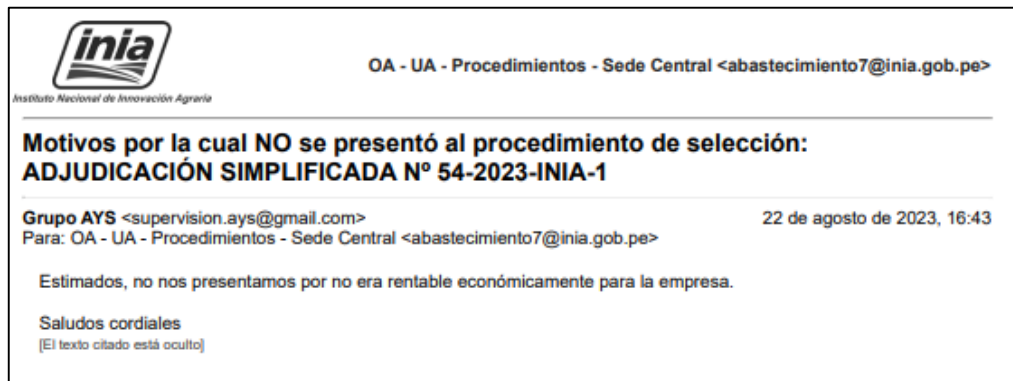 inia
Instituto Nacional de Innovación Agraria
OA - UA - Procedimientos - Sede Central <abastecimiento7@inia.gob.pe>
Motivos por la cual NO se presentó al procedimiento de selección:
ADJUDICACIÓN SIMPLIFICADA Nº 54-2023-INIA-1
Grupo AYS <supervision.ays@gmail.com> 22 de agosto de 2023, 16:43
Para: OA - UA - Procedimientos - Sede Central <abastecimiento7@inia.gob.pe>
Estimados, no nos presentamos por no era rentable económicamente para la empresa.
Saludos cordiales
[El texto citado está oculto]